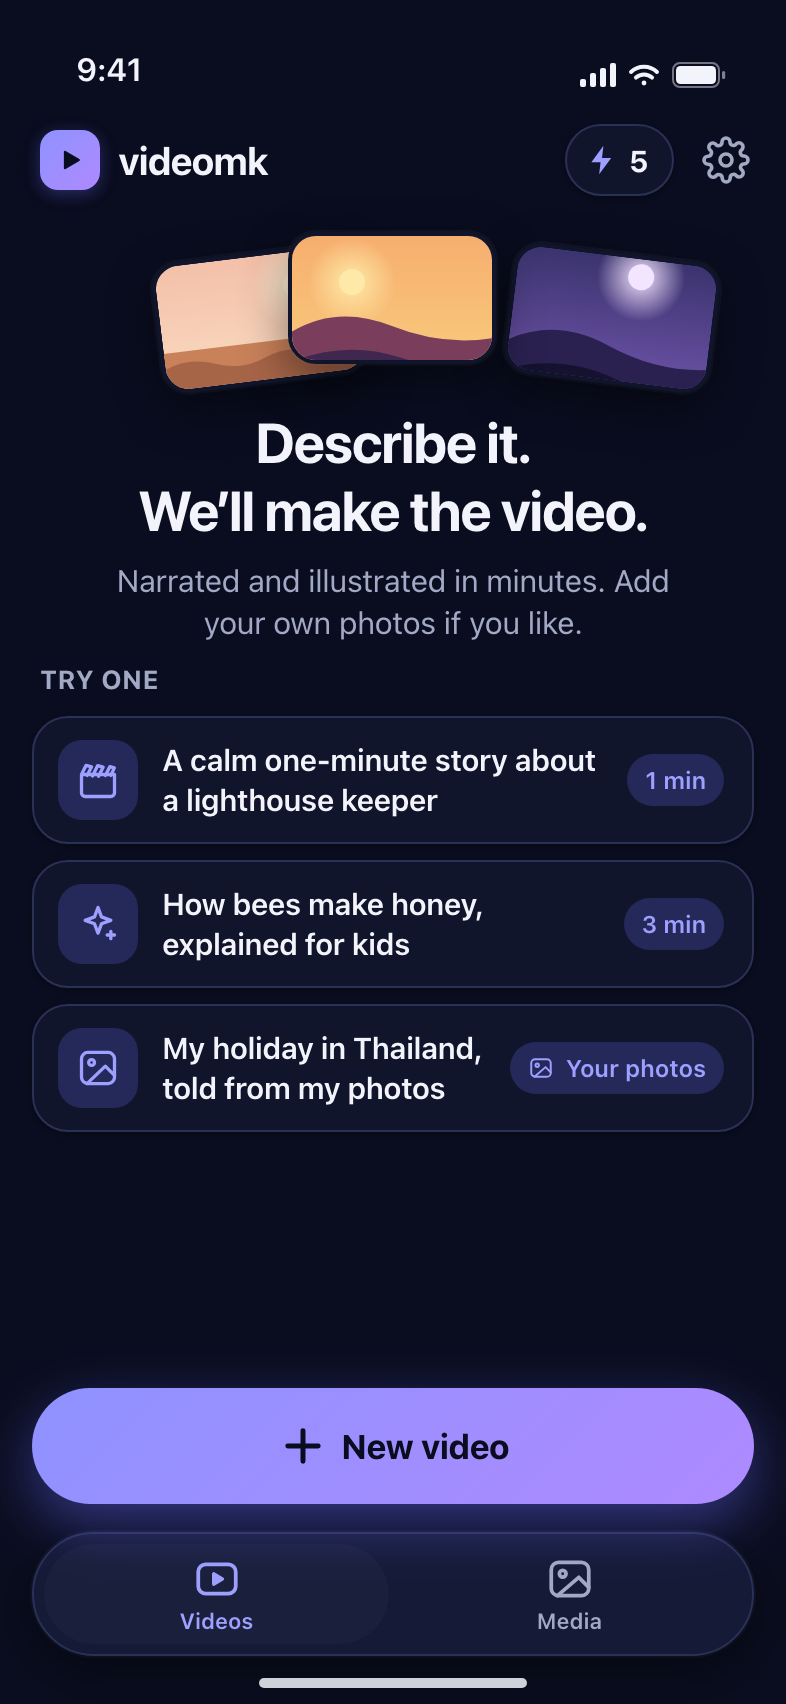 9:41
videomk
5
Describe it.
We’ll make the video.
Narrated and illustrated in minutes. Add
your own photos if you like.
TRY ONE
A calm one-minute story about
a lighthouse keeper
1 min
How bees make honey,
explained for kids
3 min
My holiday in Thailand,
told from my photos
Your photos
New video
Videos
Media